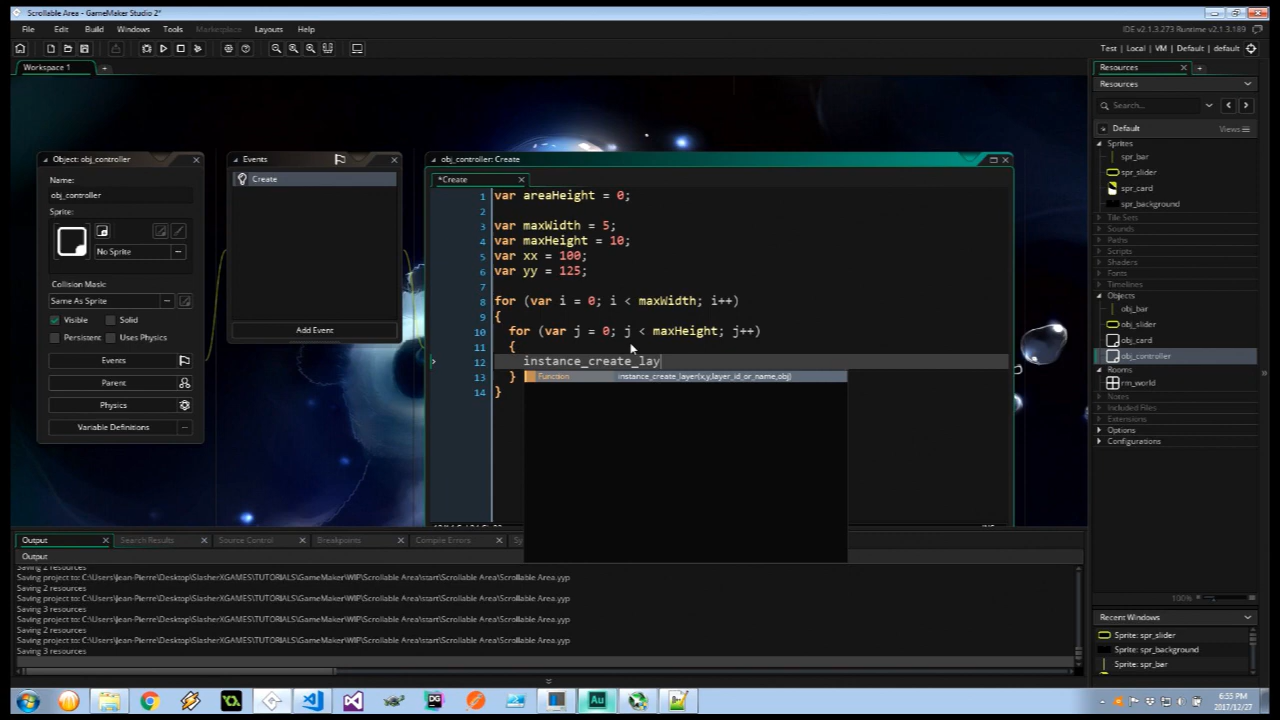 Scrollable Area - GameMaker Studio 2*
File Edit Build Windows Tools Marketplace Layouts Help
IDE v2.1.3.273 Runtime v2.1.3.189
Test | Local | VM | Default | default
Workspace 1
Object: obj_controller
Name:
obj_controller
Sprite:
No Sprite
Collision Mask:
Same As Sprite
Visible Solid
Persistent Uses Physics
Events
Parent
Physics
Variable Definitions
Events
Create
Add Event
obj_controller: Create
*Create
1 var areaHeight = 0;
2
3 var maxWidth = 5;
4 var maxHeight = 10;
5 var xx = 100;
6 var yy = 125;
7
8 for (var i = 0; i < maxWidth; i++)
9 {
10 for (var j = 0; j < maxHeight; j++)
11 {
12 instance_create_lay
13 }
14 }
Function instance_create_layer(x,y,layer_id_or_name,obj)
Resources
Resources
Search...
Default Views
Sprites
spr_bar
spr_slider
spr_card
spr_background
Tile Sets
Sounds
Paths
Scripts
Shaders
Fonts
Timelines
Objects
obj_bar
obj_slider
obj_card
obj_controller
Rooms
rm_world
Notes
Included Files
Extensions
Options
Configurations
100%
Recent Windows
Sprite: spr_slider
Sprite: spr_background
Sprite: spr_bar
Output Search Results Source Control Breakpoints Compile Errors Sy
Output
Saving 2 resources
Saving project to: C:\Users\Jean-Pierre\Desktop\SlasherXGAMES\TUTORIALS\GameMaker\WIP\Scrollable Area\start\Scrollable Area.yyp
Saving 2 resources
Saving project to: C:\Users\Jean-Pierre\Desktop\SlasherXGAMES\TUTORIALS\GameMaker\WIP\Scrollable Area\start\Scrollable Area.yyp
Saving 3 resources
Saving project to: C:\Users\Jean-Pierre\Desktop\SlasherXGAMES\TUTORIALS\GameMaker\WIP\Scrollable Area\start\Scrollable Area.yyp
Saving 2 resources
Saving project to: C:\Users\Jean-Pierre\Desktop\SlasherXGAMES\TUTORIALS\GameMaker\WIP\Scrollable Area\start\Scrollable Area.yyp
Saving 3 resources
DG
Au
6:55 PM
2017/12/27